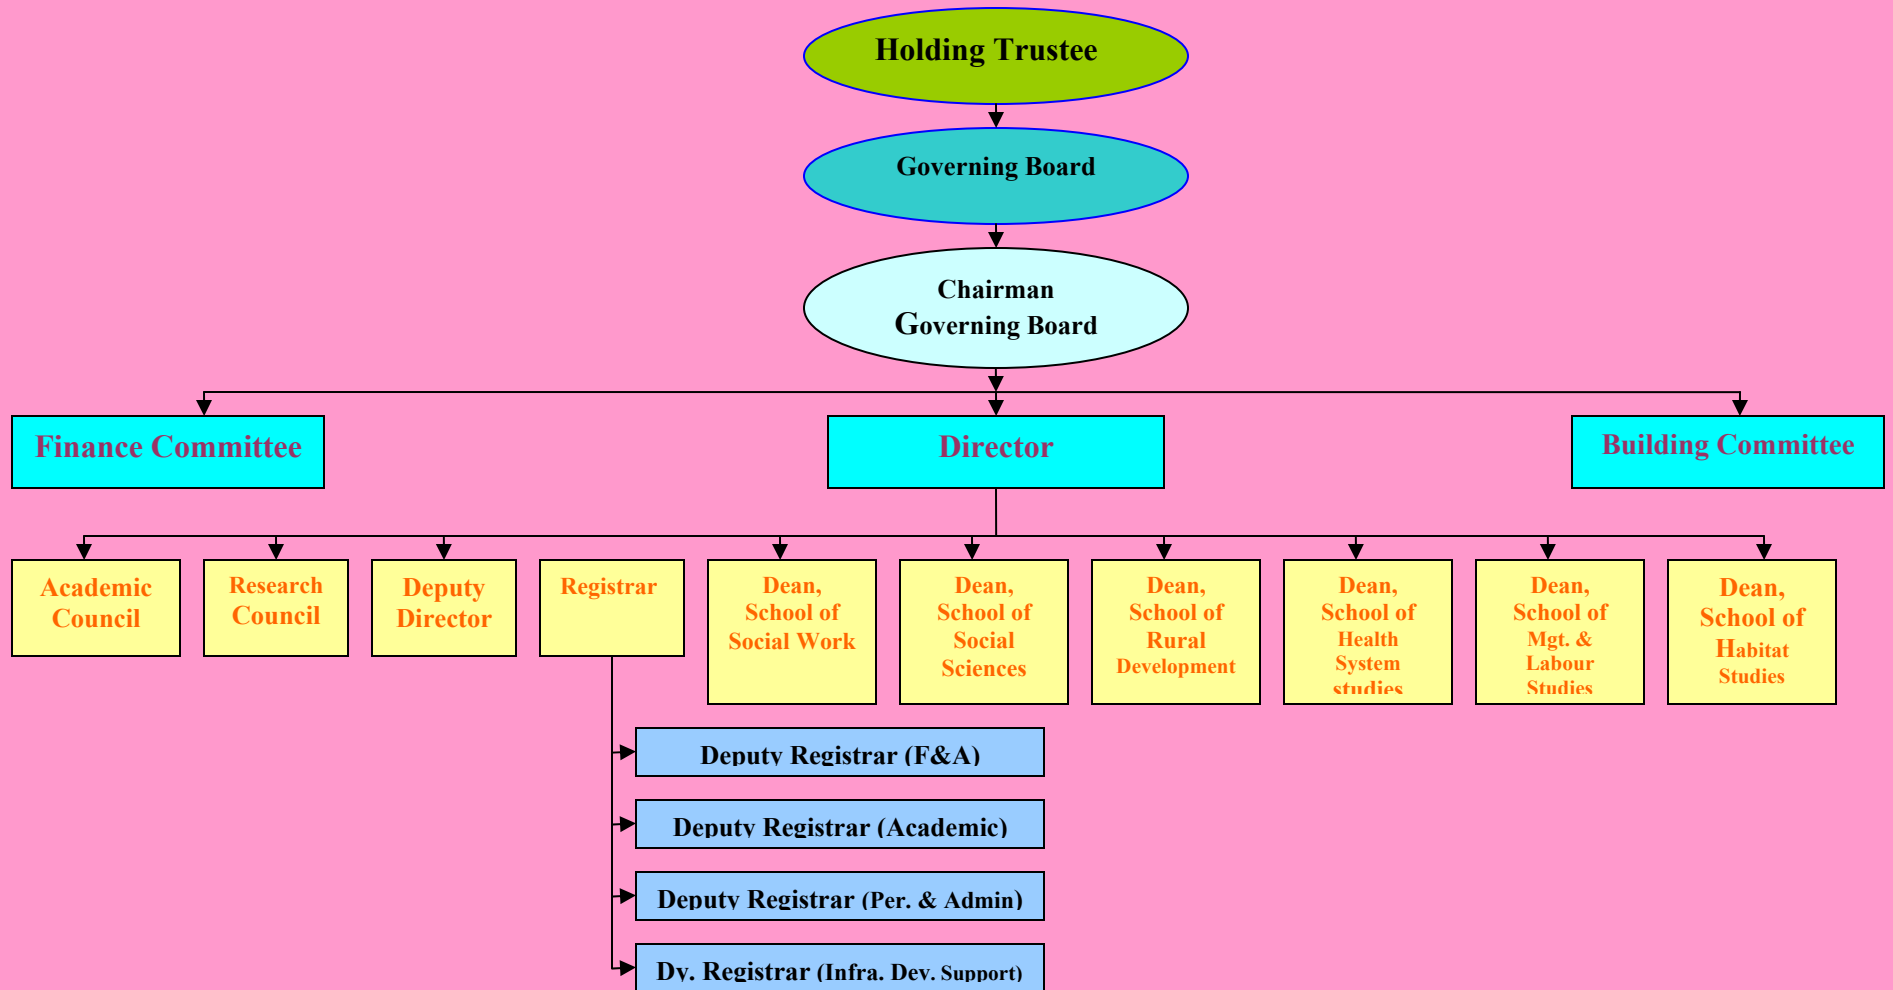 Holding Trustee
Governing Board
Chairman
Governing Board
Finance Committee
Director
Building Committee
Academic
Council
Research
Council
Deputy
Director
Registrar
Dean,
School of
Social Work
Dean,
School of
Social
Sciences
Dean,
School of
Rural
Development
Dean,
School of
Health
System
studies
Dean,
School of
Mgt. &
Labour
Studies
Dean,
School of
Habitat
Studies
Deputy Registrar (F&A)
Deputy Registrar (Academic)
Deputy Registrar (Per. & Admin)
Dy. Registrar (Infra. Dev. Support)